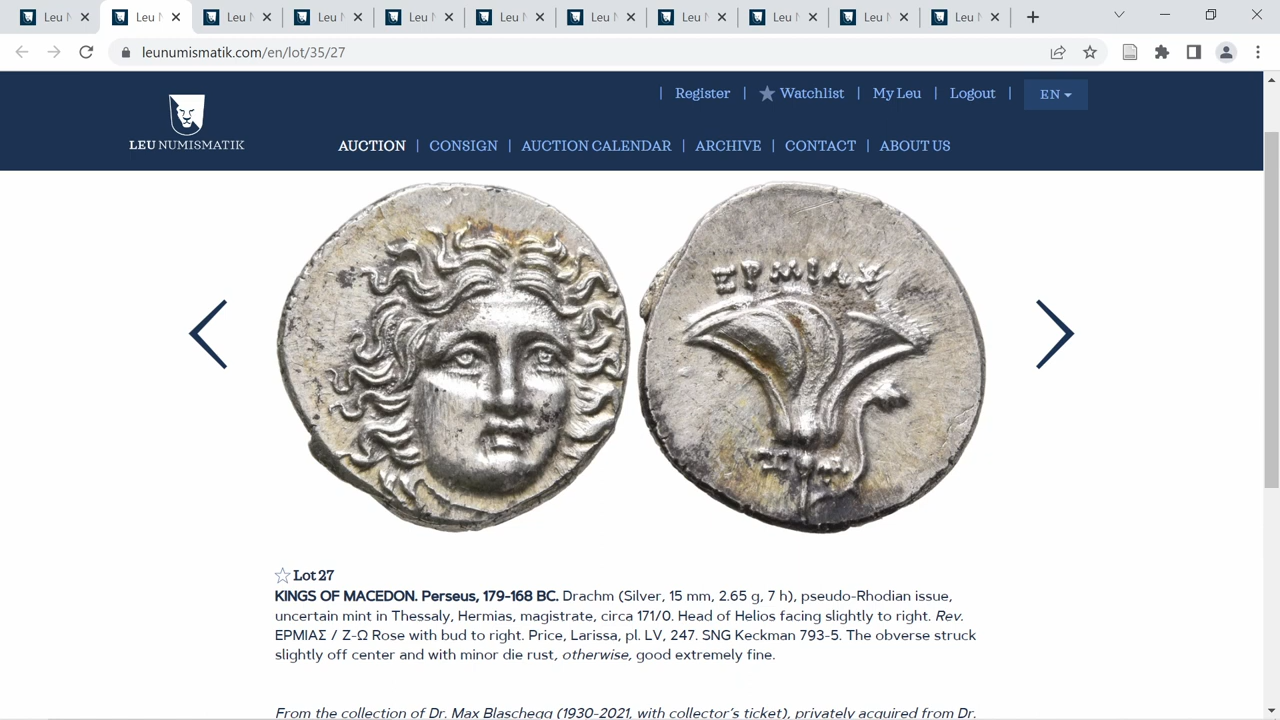 Leu N
Leu N
Leu N
Leu N
Leu N
Leu N
Leu N
Leu N
Leu N
Leu N
Leu N
leunumismatik.com/en/lot/35/27
| Register | Watchlist | My Leu | Logout | EN
LEU NUMISMATIK
AUCTION | CONSIGN | AUCTION CALENDAR | ARCHIVE | CONTACT | ABOUT US
ΕΡΜΙΑΣ
Lot 27
KINGS OF MACEDON. Perseus, 179-168 BC. Drachm (Silver, 15 mm, 2.65 g, 7 h), pseudo-Rhodian issue,
uncertain mint in Thessaly, Hermias, magistrate, circa 171/0. Head of Helios facing slightly to right. Rev.
ΕΡΜΙΑΣ / Ζ-Ω Rose with bud to right. Price, Larissa, pl. LV, 247. SNG Keckman 793-5. The obverse struck
slightly off center and with minor die rust, otherwise, good extremely fine.
From the collection of Dr. Max Blaschegg (1930-2021, with collector's ticket), privately acquired from Dr.